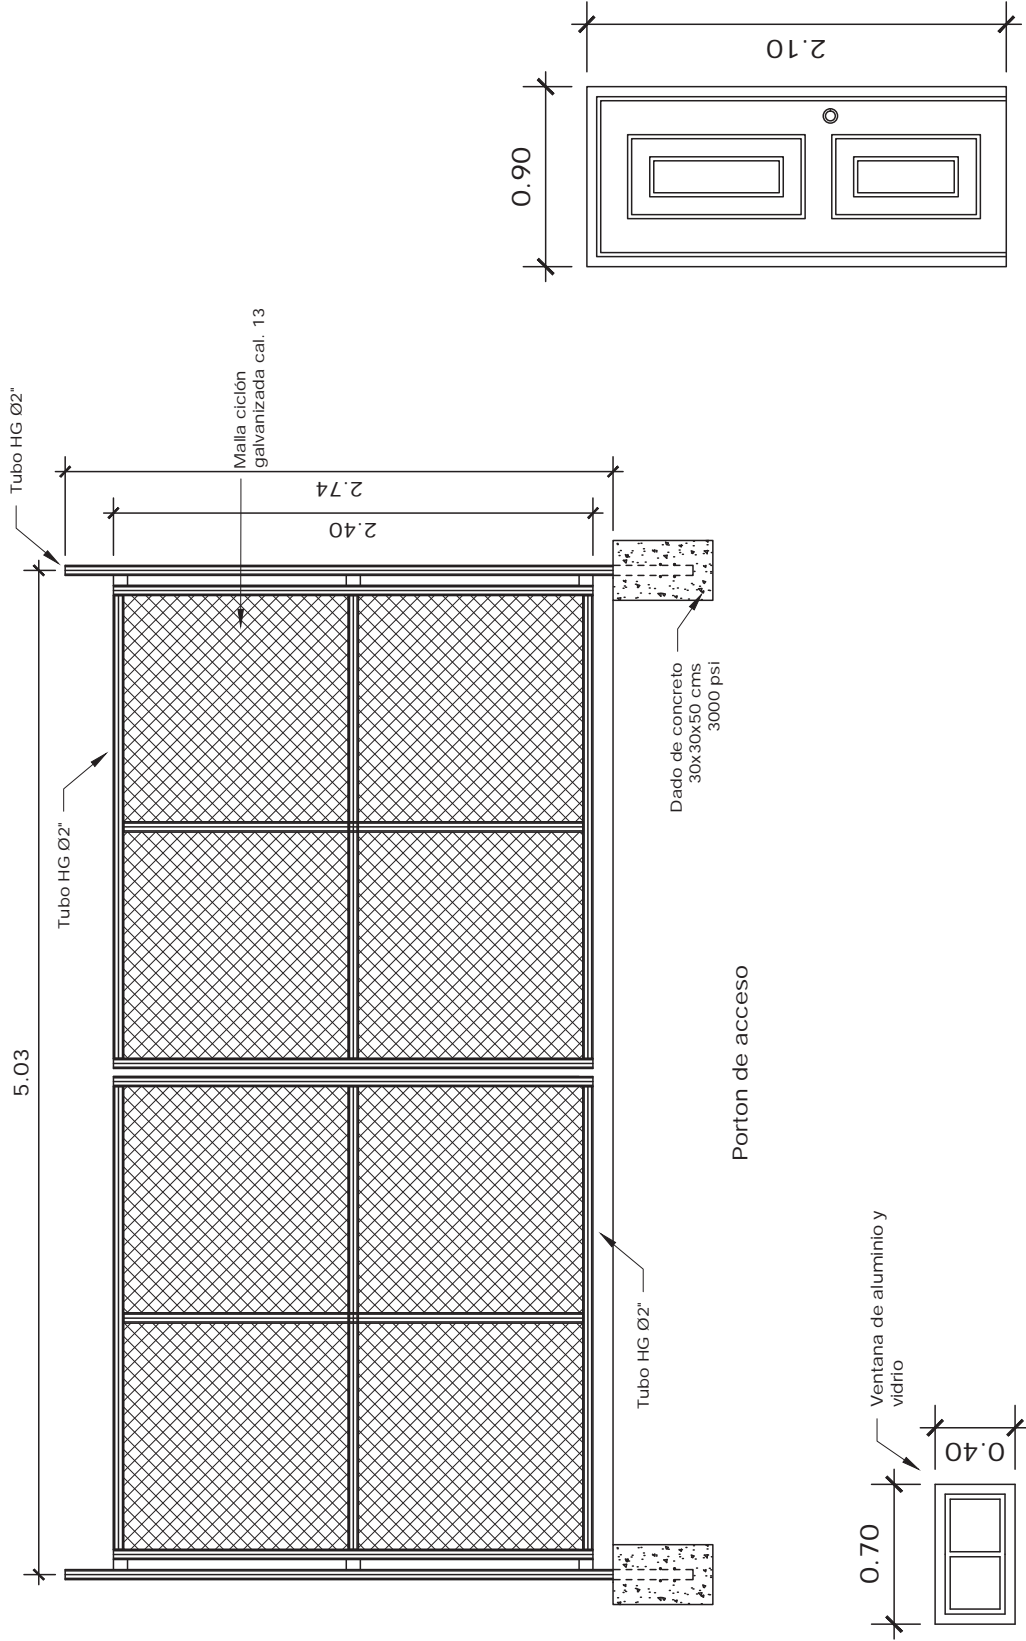 5.03
Tubo HG Ø2"
Tubo HG Ø2"
Malla ciclón
galvanizada cal. 13
2.74
2.40
Dado de concreto
30x30x50 cms
3000 psi
Tubo HG Ø2"
Porton de acceso
0.70
0.40
Ventana de aluminio y
vidrio
0.90
2.10